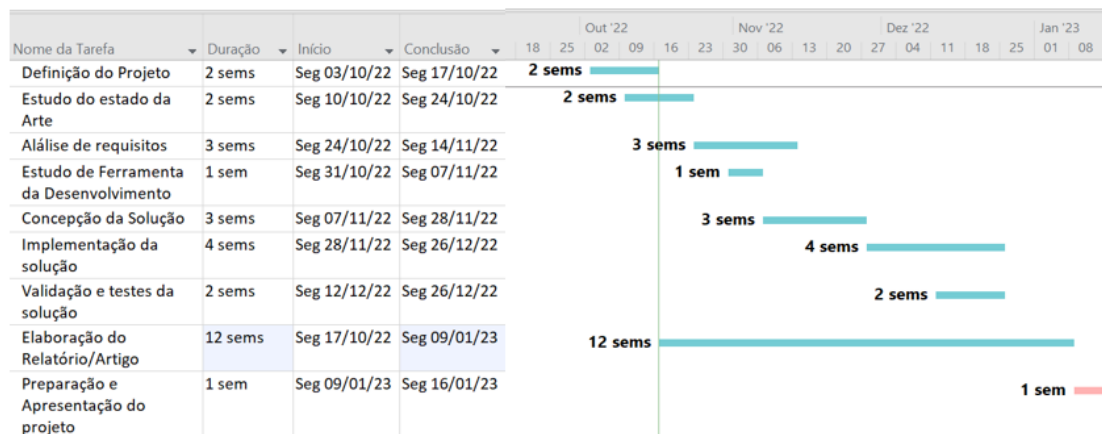 Out '22 Nov '22 Dez '22 Jan '23
Nome da Tarefa Duração Início Conclusão 18 25 02 09 16 23 30 06 13 20 27 04 11 18 25 01 08
Definição do Projeto 2 sems Seg 03/10/22 Seg 17/10/22 2 sems
Estudo do estado da 2 sems Seg 10/10/22 Seg 24/10/22 2 sems
Arte
Alálise de requisitos 3 sems Seg 24/10/22 Seg 14/11/22 3 sems
Estudo de Ferramenta 1 sem Seg 31/10/22 Seg 07/11/22 1 sem
da Desenvolvimento
Concepção da Solução 3 sems Seg 07/11/22 Seg 28/11/22 3 sems
Implementação da 4 sems Seg 28/11/22 Seg 26/12/22 4 sems
solução
Validação e testes da 2 sems Seg 12/12/22 Seg 26/12/22 2 sems
solução
Elaboração do 12 sems Seg 17/10/22 Seg 09/01/23 12 sems
Relatório/Artigo
Preparação e 1 sem Seg 09/01/23 Seg 16/01/23 1 sem
Apresentação do
projeto